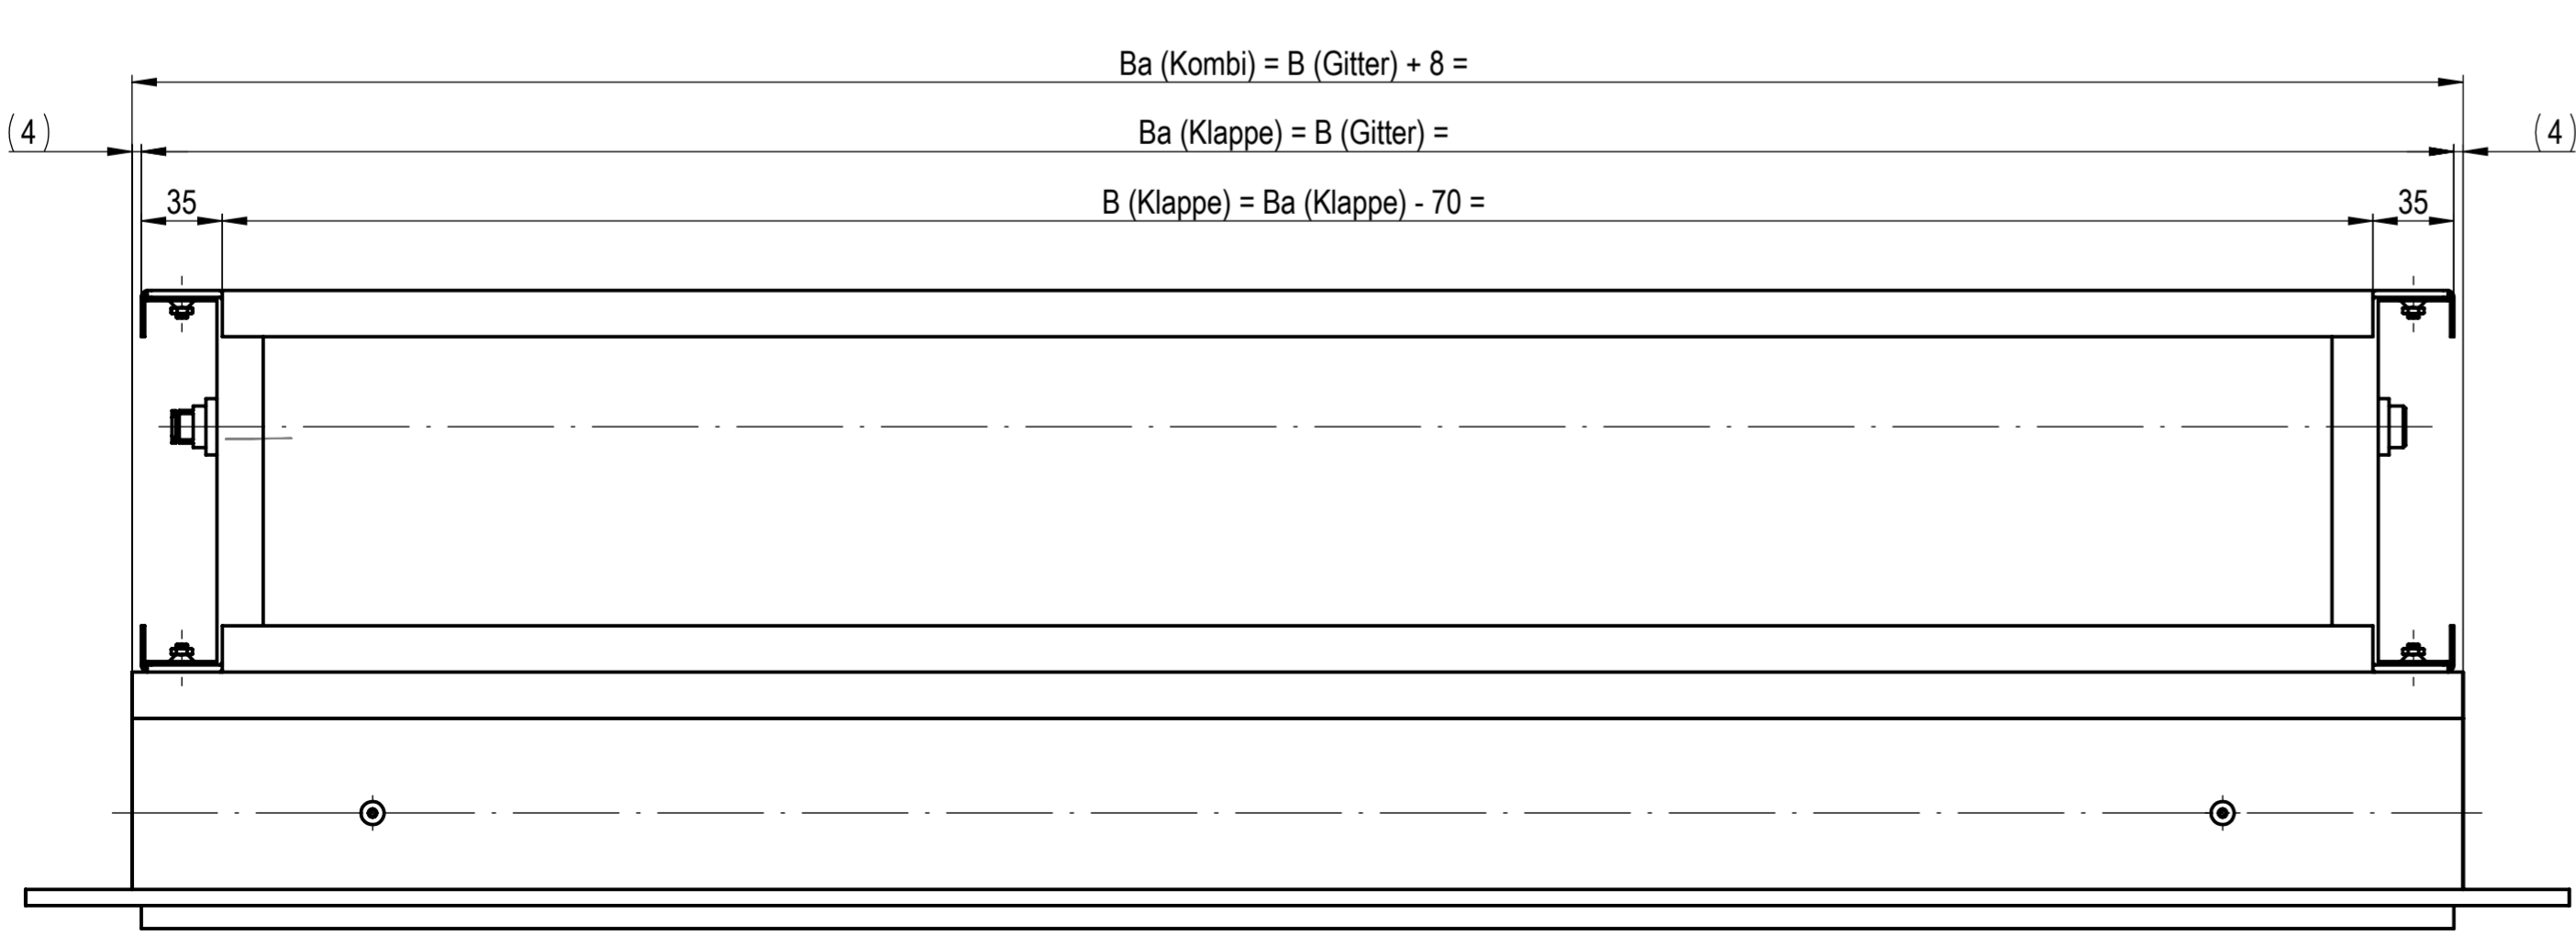 Ba (Kombi) = B (Gitter) + 8 =
(4) Ba (Klappe) = B (Gitter) = (4)
35 B (Klappe) = Ba (Klappe) - 70 = 35